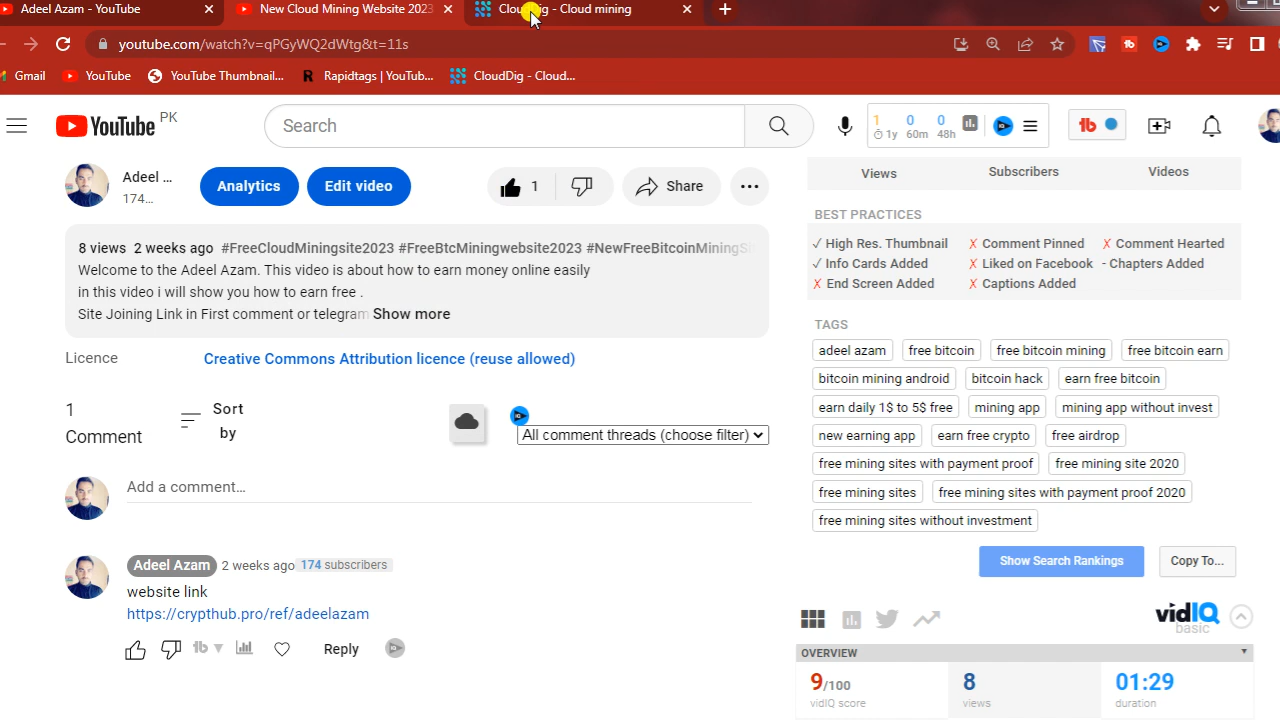 Adeel Azam - YouTube
New Cloud Mining Website 2023
Cloudig - Cloud mining
youtube.com/watch?v=qPGyWQ2dWtg&t=11s
Gmail
YouTube
YouTube Thumbnail...
Rapidtags | YouTub...
CloudDig - Cloud...
YouTube PK
Search
1 0 0
1y 60m 48h
Adeel ...
174...
Analytics
Edit video
1
Share
Views Subscribers Videos
8 views 2 weeks ago #FreeCloudMiningsite2023 #FreeBtcMiningwebsite2023 #NewFreeBitcoinMiningSi
Welcome to the Adeel Azam. This video is about how to earn money online easily
in this video i will show you how to earn free .
Site Joining Link in First comment or telegram Show more
BEST PRACTICES
✓ High Res. Thumbnail ✗ Comment Pinned ✗ Comment Hearted
✓ Info Cards Added ✗ Liked on Facebook - Chapters Added
✗ End Screen Added ✗ Captions Added
Licence
Creative Commons Attribution licence (reuse allowed)
1
Comment
Sort
by
All comment threads (choose filter)
Add a comment...
Adeel Azam 2 weeks ago 174 subscribers
website link
https://crypthub.pro/ref/adeelazam
Reply
TAGS
adeel azam free bitcoin free bitcoin mining free bitcoin earn
bitcoin mining android bitcoin hack earn free bitcoin
earn daily 1$ to 5$ free mining app mining app without invest
new earning app earn free crypto free airdrop
free mining sites with payment proof free mining site 2020
free mining sites free mining sites with payment proof 2020
free mining sites without investment
Show Search Rankings Copy To...
vidIQ
basic
OVERVIEW
9/100 8 01:29
vidIQ score views duration